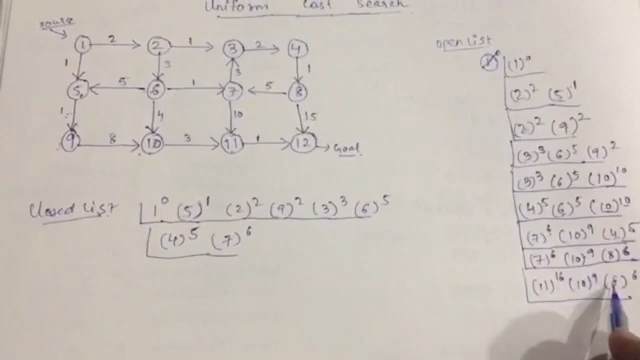 Uniform Cost Search
source
1 2 2 1 3 2 4
1 3 3 1
5 5 6 1 7 5 8
1 4 10 15
9 8 10 3 11 1 12 Goal
Closed List 1⁰ (5)¹ (2)² (9)² (3)³ (6)⁵
(4)⁵ (7)⁶
open List
(1)⁰
(2)² (5)¹
(2)² (9)²
(3)³ (6)⁵ (9)²
(3)³ (6)⁵ (10)¹⁰
(4)⁵ (6)⁵ (10)¹⁰
(7)⁶ (10)⁹ (4)⁵
(7)⁶ (10)⁹ (8)⁶
(11)¹⁶ (10)⁹ (8)⁶